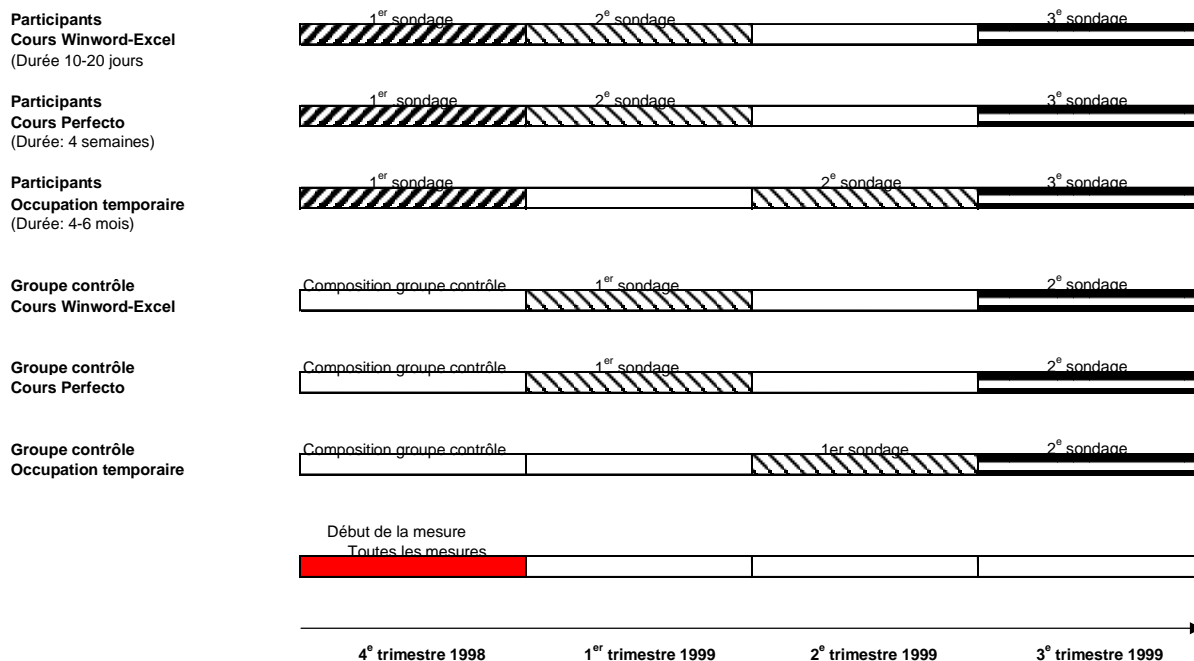 Participants 1er sondage 2e sondage 3e sondage
Cours Winword-Excel
(Durée 10-20 jours
Participants 1er sondage 2e sondage 3e sondage
Cours Perfecto
(Durée: 4 semaines)
Participants 1er sondage 2e sondage 3e sondage
Occupation temporaire
(Durée: 4-6 mois)
Groupe contrôle Composition groupe contrôle 1er sondage 2e sondage
Cours Winword-Excel
Groupe contrôle Composition groupe contrôle 1er sondage 2e sondage
Cours Perfecto
Groupe contrôle Composition groupe contrôle 1er sondage 2e sondage
Occupation temporaire
Début de la mesure
Toutes les mesures
4e trimestre 1998 1er trimestre 1999 2e trimestre 1999 3e trimestre 1999